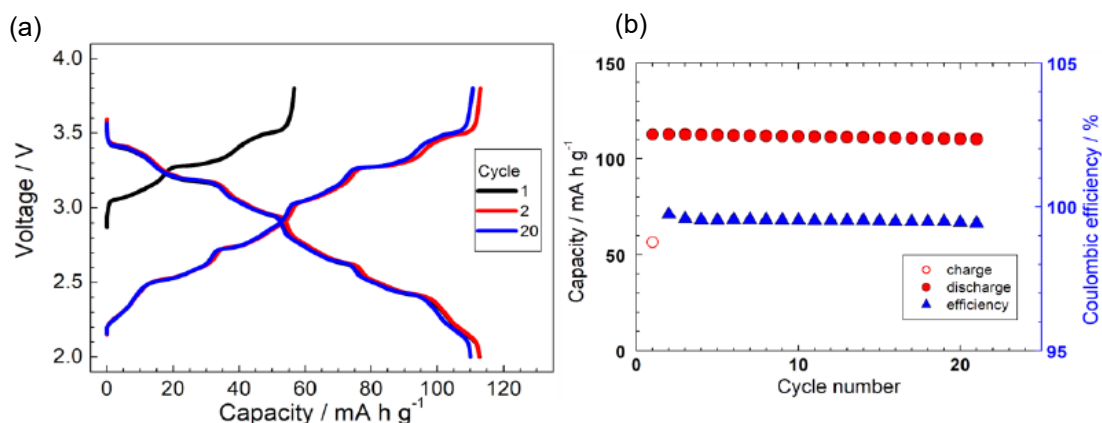 (a)
4.0
3.5
3.0
2.5
2.0
Voltage / V
0 20 40 60 80 100 120
Capacity / mA h g⁻¹
Cycle
1
2
20
(b)
150
100
50
0
Capacity / mA h g⁻¹
105
100
95
Coulombic efficiency / %
0 10 20
Cycle number
charge
discharge
efficiency